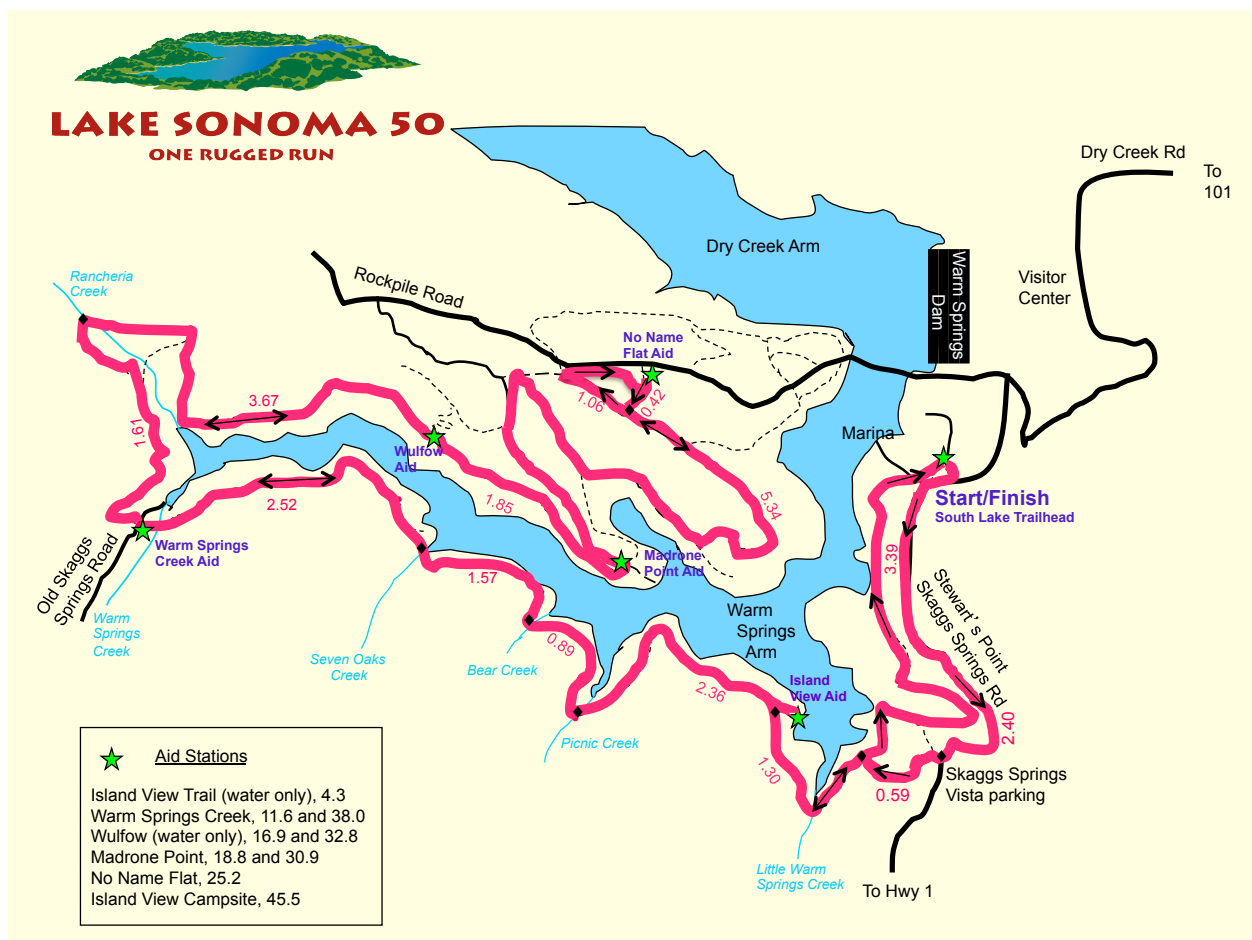 LAKE SONOMA 50
ONE RUGGED RUN
Dry Creek Rd
To
101
Dry Creek Arm
Warm Springs
Dam
Visitor
Center
Rancheria
Creek
Rockpile Road
No Name
Flat Aid
1.06
0.42
3.67
1.61
Wulfow
Aid
Marina
Start/Finish
South Lake Trailhead
2.52
1.85
5.34
Warm Springs
Creek Aid
Madrone
Point Aid
3.39
Old Skaggs
Springs Road
1.57
Stewart's Point
Skaggs Springs Rd
Warm
Springs
Creek
Warm
Springs
Arm
Seven Oaks
Creek
Bear Creek
0.89
2.36
Island
View Aid
2.40
Picnic Creek
1.30
0.59
Skaggs Springs
Vista parking
Little Warm
Springs Creek
To Hwy 1
Aid Stations
Island View Trail (water only), 4.3
Warm Springs Creek, 11.6 and 38.0
Wulfow (water only), 16.9 and 32.8
Madrone Point, 18.8 and 30.9
No Name Flat, 25.2
Island View Campsite, 45.5